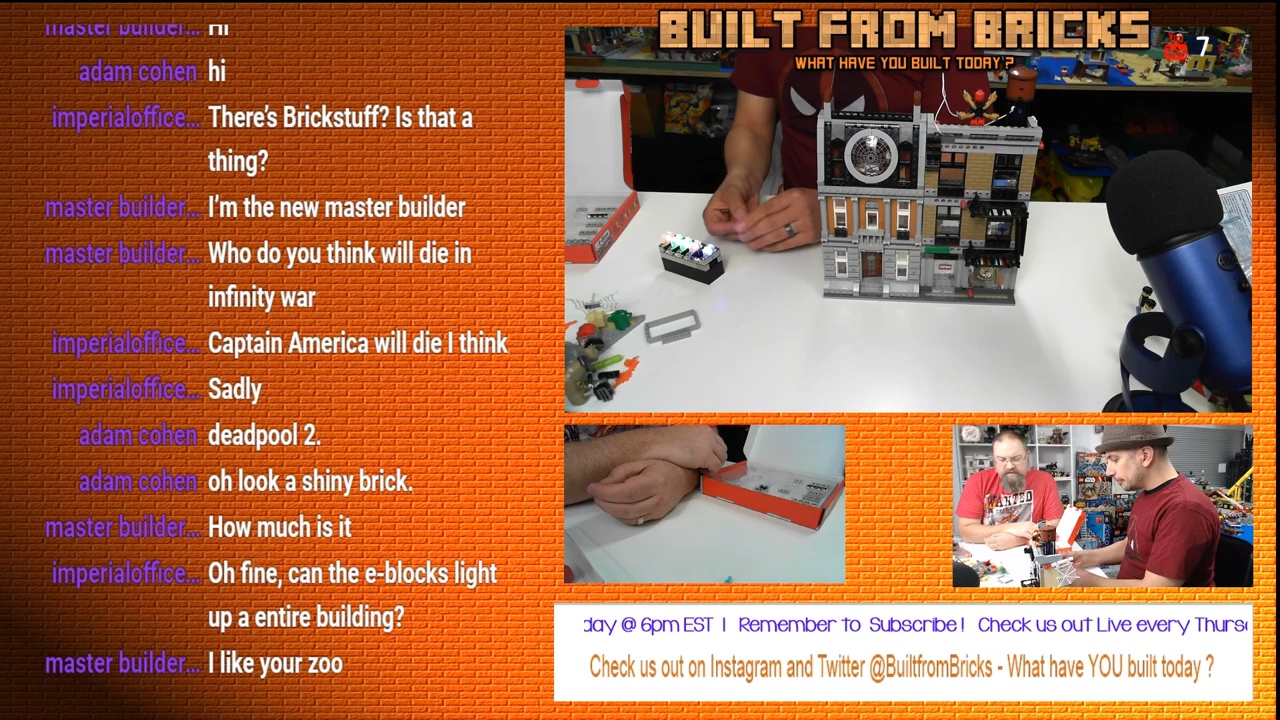 master builder... Hi
adam cohen hi
imperialoffice... There's Brickstuff? Is that a
thing?
master builder... I'm the new master builder
master builder... Who do you think will die in
infinity war
imperialoffice... Captain America will die I think
imperialoffice... Sadly
adam cohen deadpool 2.
adam cohen oh look a shiny brick.
master builder... How much is it
imperialoffice... Oh fine, can the e-blocks light
up a entire building?
master builder... I like your zoo
BUILT FROM BRICKS
WHAT HAVE YOU BUILT TODAY ?
7
WANTED
day @ 6pm EST | Remember to Subscribe! Check us out Live every Thurs
Check us out on Instagram and Twitter @BuiltfromBricks - What have YOU built today ?